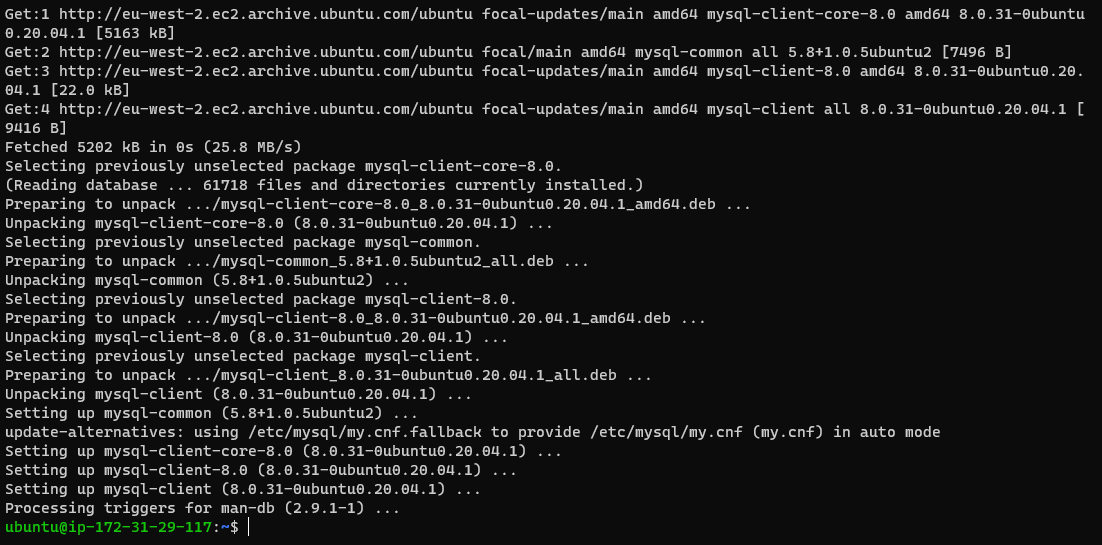 Get:1 http://eu-west-2.ec2.archive.ubuntu.com/ubuntu focal-updates/main amd64 mysql-client-core-8.0 amd64 8.0.31-0ubuntu
0.20.04.1 [5163 kB]
Get:2 http://eu-west-2.ec2.archive.ubuntu.com/ubuntu focal/main amd64 mysql-common all 5.8+1.0.5ubuntu2 [7496 B]
Get:3 http://eu-west-2.ec2.archive.ubuntu.com/ubuntu focal-updates/main amd64 mysql-client-8.0 amd64 8.0.31-0ubuntu0.20.
04.1 [22.0 kB]
Get:4 http://eu-west-2.ec2.archive.ubuntu.com/ubuntu focal-updates/main amd64 mysql-client all 8.0.31-0ubuntu0.20.04.1 [
9416 B]
Fetched 5202 kB in 0s (25.8 MB/s)
Selecting previously unselected package mysql-client-core-8.0.
(Reading database ... 61718 files and directories currently installed.)
Preparing to unpack .../mysql-client-core-8.0_8.0.31-0ubuntu0.20.04.1_amd64.deb ...
Unpacking mysql-client-core-8.0 (8.0.31-0ubuntu0.20.04.1) ...
Selecting previously unselected package mysql-common.
Preparing to unpack .../mysql-common_5.8+1.0.5ubuntu2_all.deb ...
Unpacking mysql-common (5.8+1.0.5ubuntu2) ...
Selecting previously unselected package mysql-client-8.0.
Preparing to unpack .../mysql-client-8.0_8.0.31-0ubuntu0.20.04.1_amd64.deb ...
Unpacking mysql-client-8.0 (8.0.31-0ubuntu0.20.04.1) ...
Selecting previously unselected package mysql-client.
Preparing to unpack .../mysql-client_8.0.31-0ubuntu0.20.04.1_all.deb ...
Unpacking mysql-client (8.0.31-0ubuntu0.20.04.1) ...
Setting up mysql-common (5.8+1.0.5ubuntu2) ...
update-alternatives: using /etc/mysql/my.cnf.fallback to provide /etc/mysql/my.cnf (my.cnf) in auto mode
Setting up mysql-client-core-8.0 (8.0.31-0ubuntu0.20.04.1) ...
Setting up mysql-client-8.0 (8.0.31-0ubuntu0.20.04.1) ...
Setting up mysql-client (8.0.31-0ubuntu0.20.04.1) ...
Processing triggers for man-db (2.9.1-1) ...
ubuntu@ip-172-31-29-117:~$